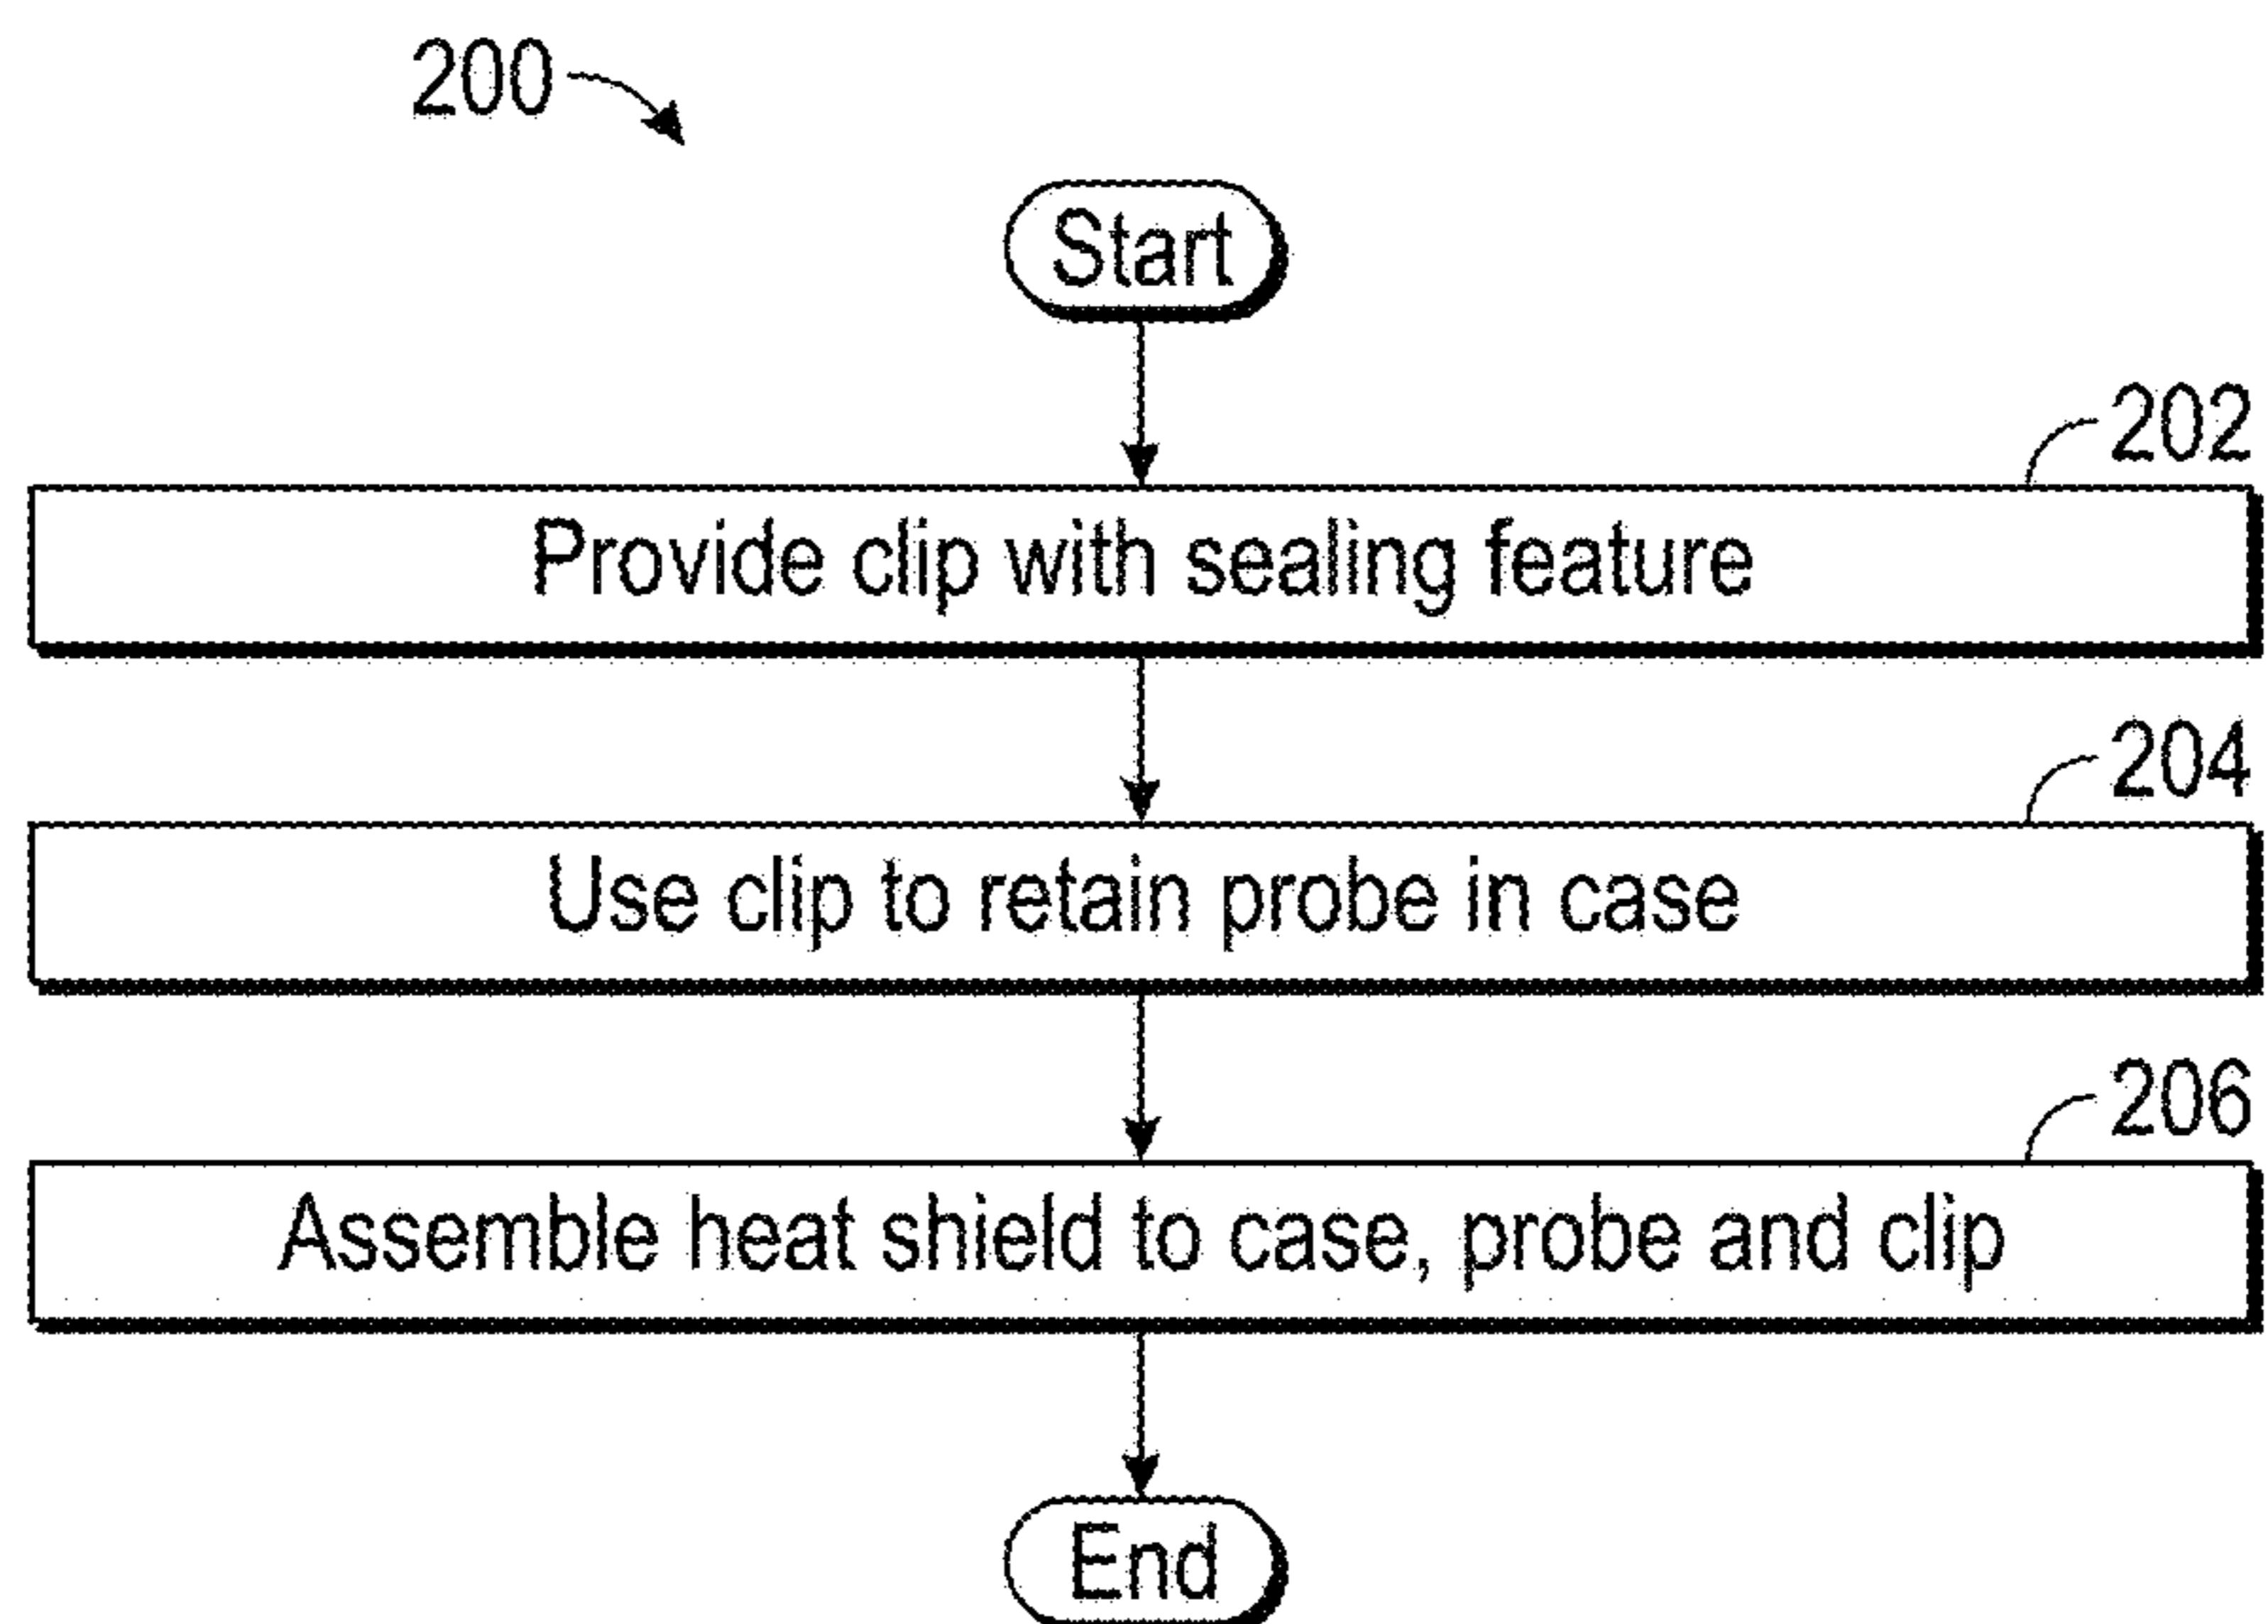 200
Start
202
Provide clip with sealing feature
204
Use clip to retain probe in case
206
Assemble heat shield to case, probe and clip
End